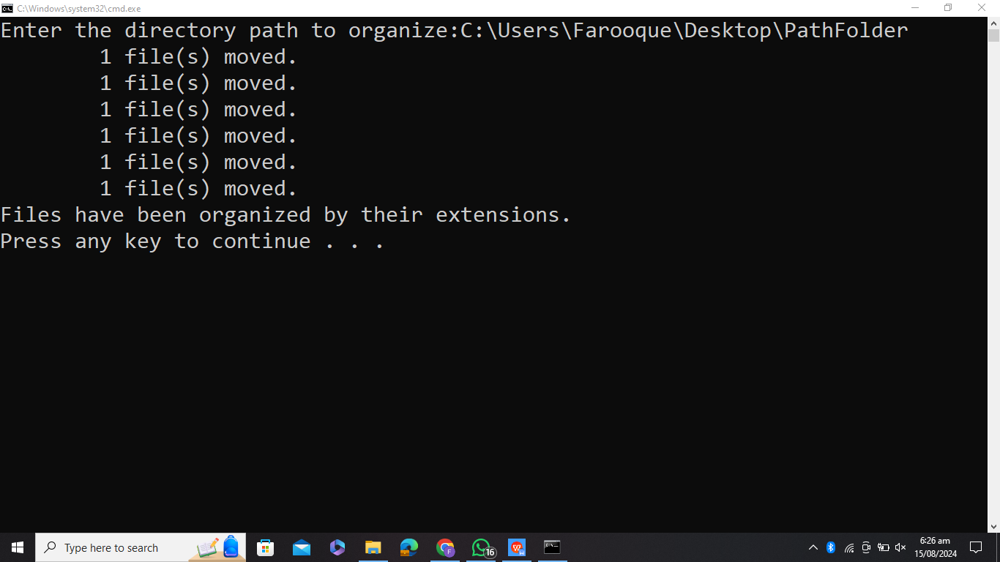 C:\Windows\system32\cmd.exe
Enter the directory path to organize:C:\Users\Farooque\Desktop\PathFolder
1 file(s) moved.
1 file(s) moved.
1 file(s) moved.
1 file(s) moved.
1 file(s) moved.
1 file(s) moved.
Files have been organized by their extensions.
Press any key to continue . . .
Type here to search
F
16
W
6:26 am
15/08/2024